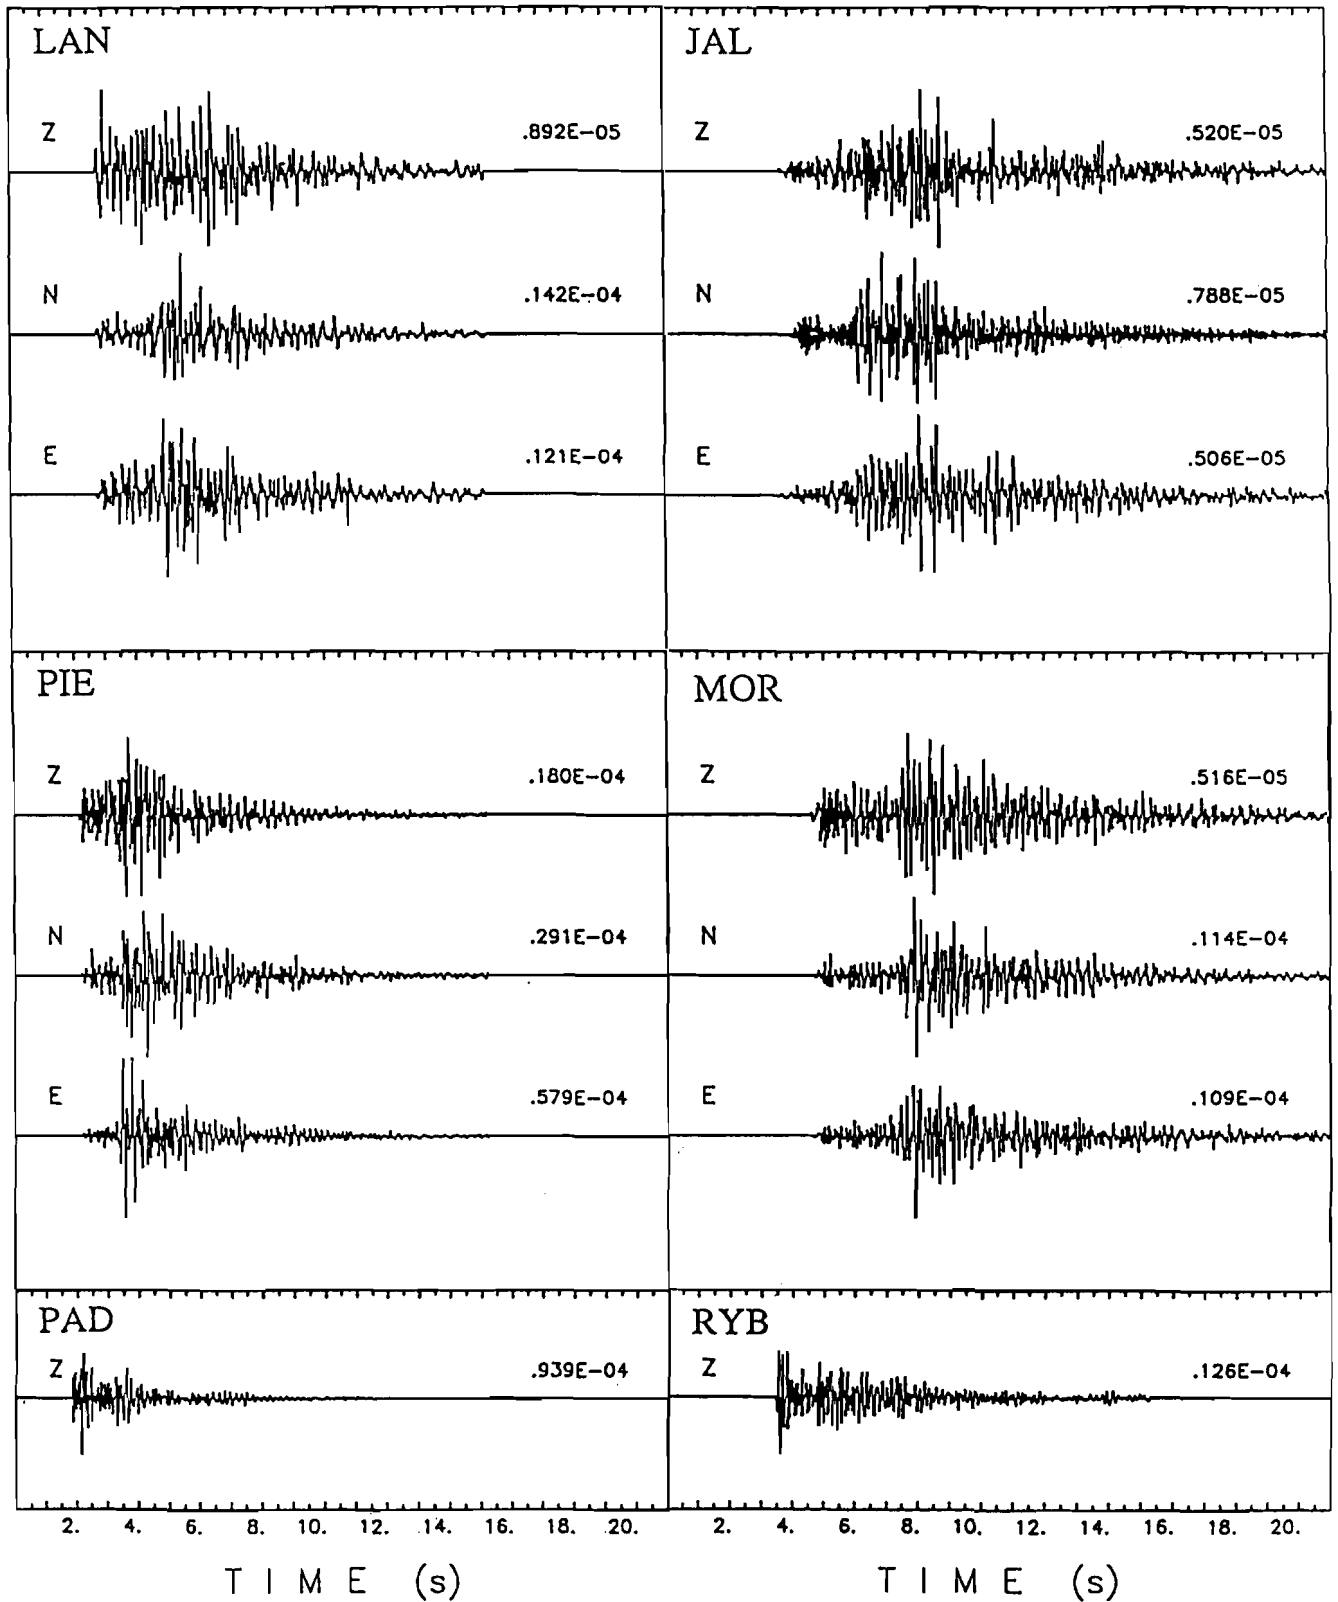 LAN
Z .892E-05
N .142E-04
E .121E-04
JAL
Z .520E-05
N .788E-05
E .506E-05
PIE
Z .180E-04
N .291E-04
E .579E-04
MOR
Z .516E-05
N .114E-04
E .109E-04
PAD
Z .939E-04
RYB
Z .126E-04
2. 4. 6. 8. 10. 12. 14. 16. 18. 20.
TIME (s)
2. 4. 6. 8. 10. 12. 14. 16. 18. 20.
TIME (s)